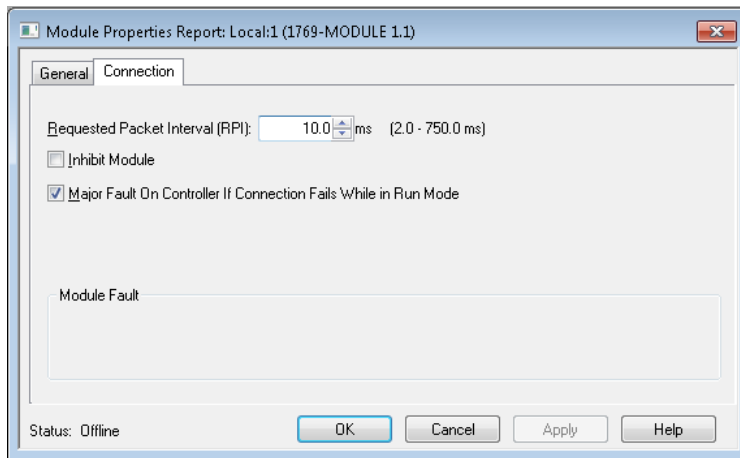 Module Properties Report: Local:1 (1769-MODULE 1.1)
General Connection
Requested Packet Interval (RPI): 10.0 ms (2.0 - 750.0 ms)
Inhibit Module
Major Fault On Controller If Connection Fails While in Run Mode
Module Fault
Status: Offline OK Cancel Apply Help